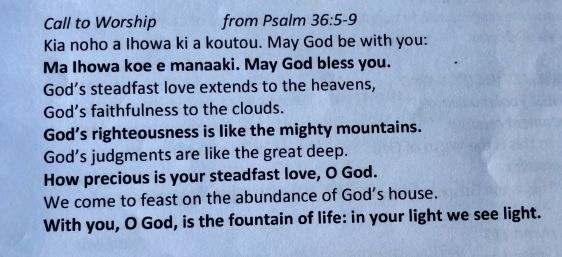 Call to Worship from Psalm 36:5-9
Kia noho a Ihowa ki a koutou. May God be with you:
Ma Ihowa koe e manaaki. May God bless you.
God's steadfast love extends to the heavens,
God's faithfulness to the clouds.
God's righteousness is like the mighty mountains.
God's judgments are like the great deep.
How precious is your steadfast love, O God.
We come to feast on the abundance of God's house.
With you, O God, is the fountain of life: in your light we see light.